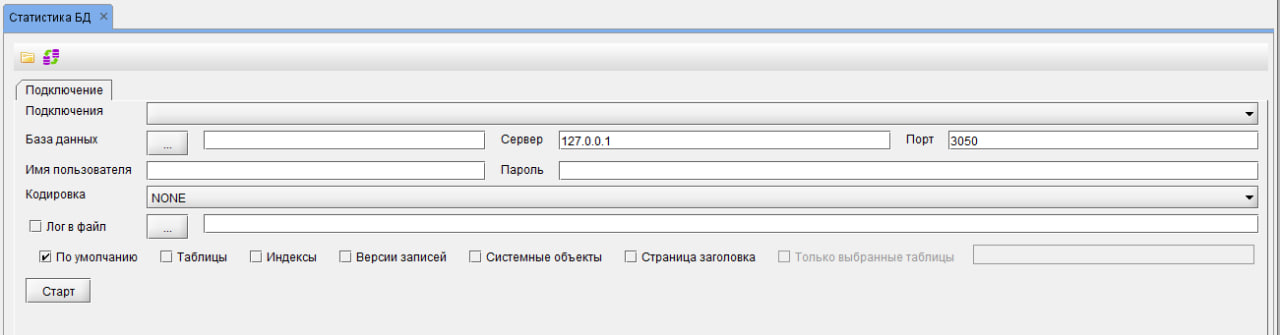 Статистика БД
Подключение
Подключения
База данных ... Сервер 127.0.0.1 Порт 3050
Имя пользователя Пароль
Кодировка NONE
Лог в файл ...
По умолчанию Таблицы Индексы Версии записей Системные объекты Страница заголовка Только выбранные таблицы
Старт